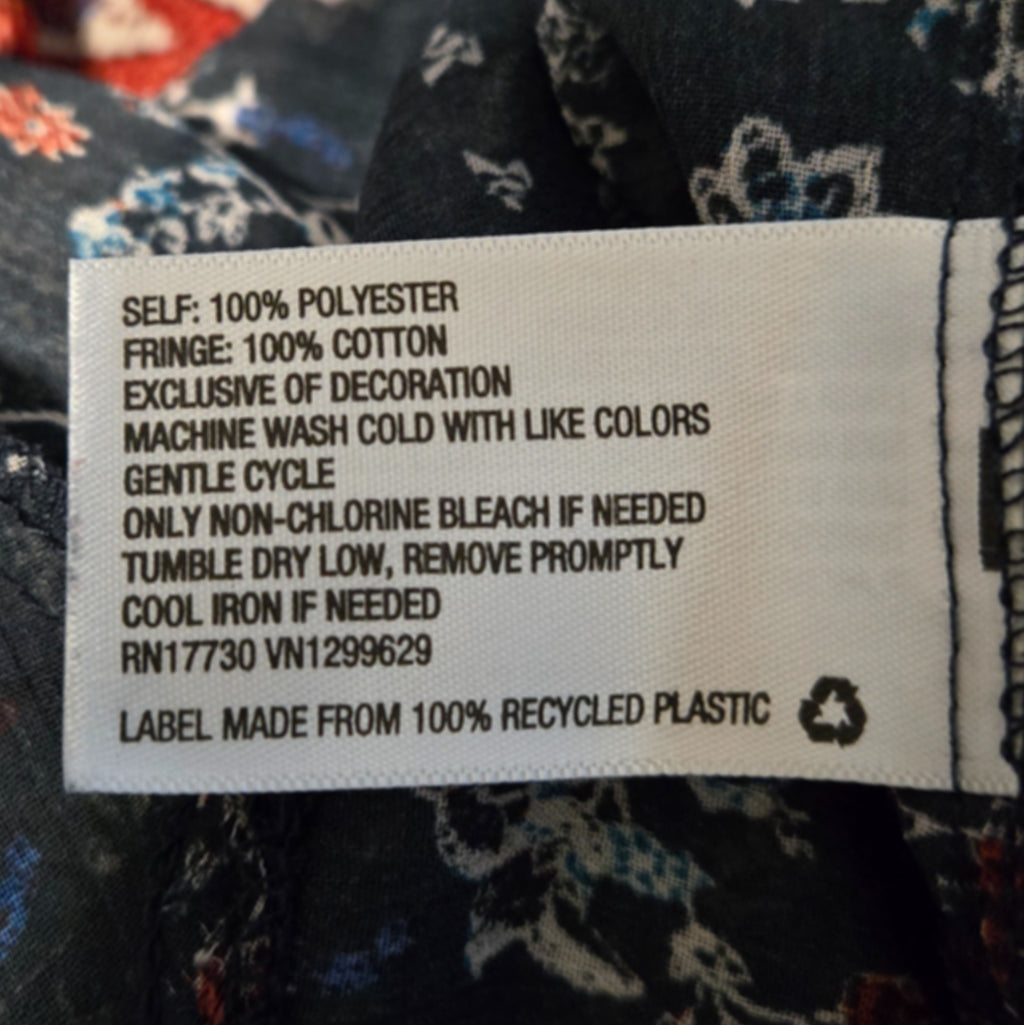 SELF: 100% POLYESTER
FRINGE: 100% COTTON
EXCLUSIVE OF DECORATION
MACHINE WASH COLD WITH LIKE COLORS
GENTLE CYCLE
ONLY NON-CHLORINE BLEACH IF NEEDED
TUMBLE DRY LOW, REMOVE PROMPTLY
COOL IRON IF NEEDED
RN17730 VN1299629
LABEL MADE FROM 100% RECYCLED PLASTIC